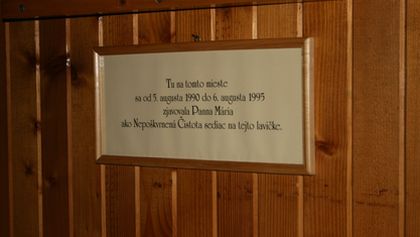 Tu na tomto mieste
sa od 5. augusta 1990 do 6. augusta 1995
zjavovala Panna Mária
ako Nepoškvrnená Čistota sediac na tejto lavičke.